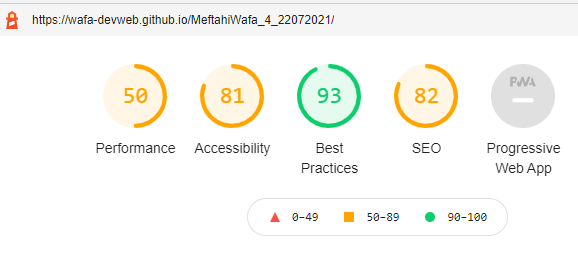 https://wafa-devweb.github.io/MeftahiWafa_4_22072021/
50 81 93 82 PWA
Performance Accessibility Best Practices SEO Progressive Web App
0–49 50–89 90–100